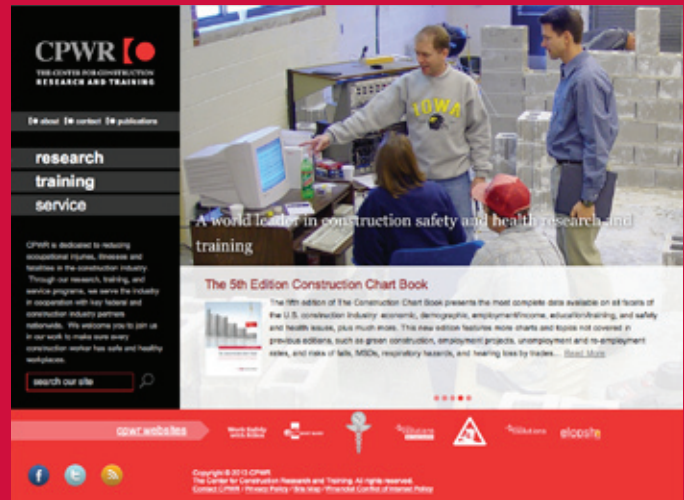 CPWR
THE CENTER FOR CONSTRUCTION
RESEARCH AND TRAINING
about contact publications
research
training
service
CPWR is dedicated to reducing
occupational injuries, illnesses and
fatalities in the construction industry.
Through our research, training, and
service programs, we serve the industry
in cooperation with key federal and
construction industry partners
nationwide. We welcome you to join us
in our work to make sure every
construction worker has safe and healthy
workplaces.
search our site
IOWA
A world leader in construction safety and health research and
training
The 5th Edition Construction Chart Book
The fifth edition of The Construction Chart Book presents the most complete data available on all facets of
the U.S. construction industry: economic, demographic, employment/income, education/training, and safety
and health issues, plus much more. This new edition features more charts and topics not covered in
previous editions, such as green construction, employment projects, unemployment and re-employment
rates, and risks of falls, MSDs, respiratory hazards, and hearing loss by trades... Read More
cpwr websites
Work Safely
with Silica
solutions
elcosh
Copyright © 2013 CPWR
The Center for Construction Research and Training. All rights reserved.
Contact CPWR / Privacy Policy / Site Map / Financial Conflict of Interest Policy